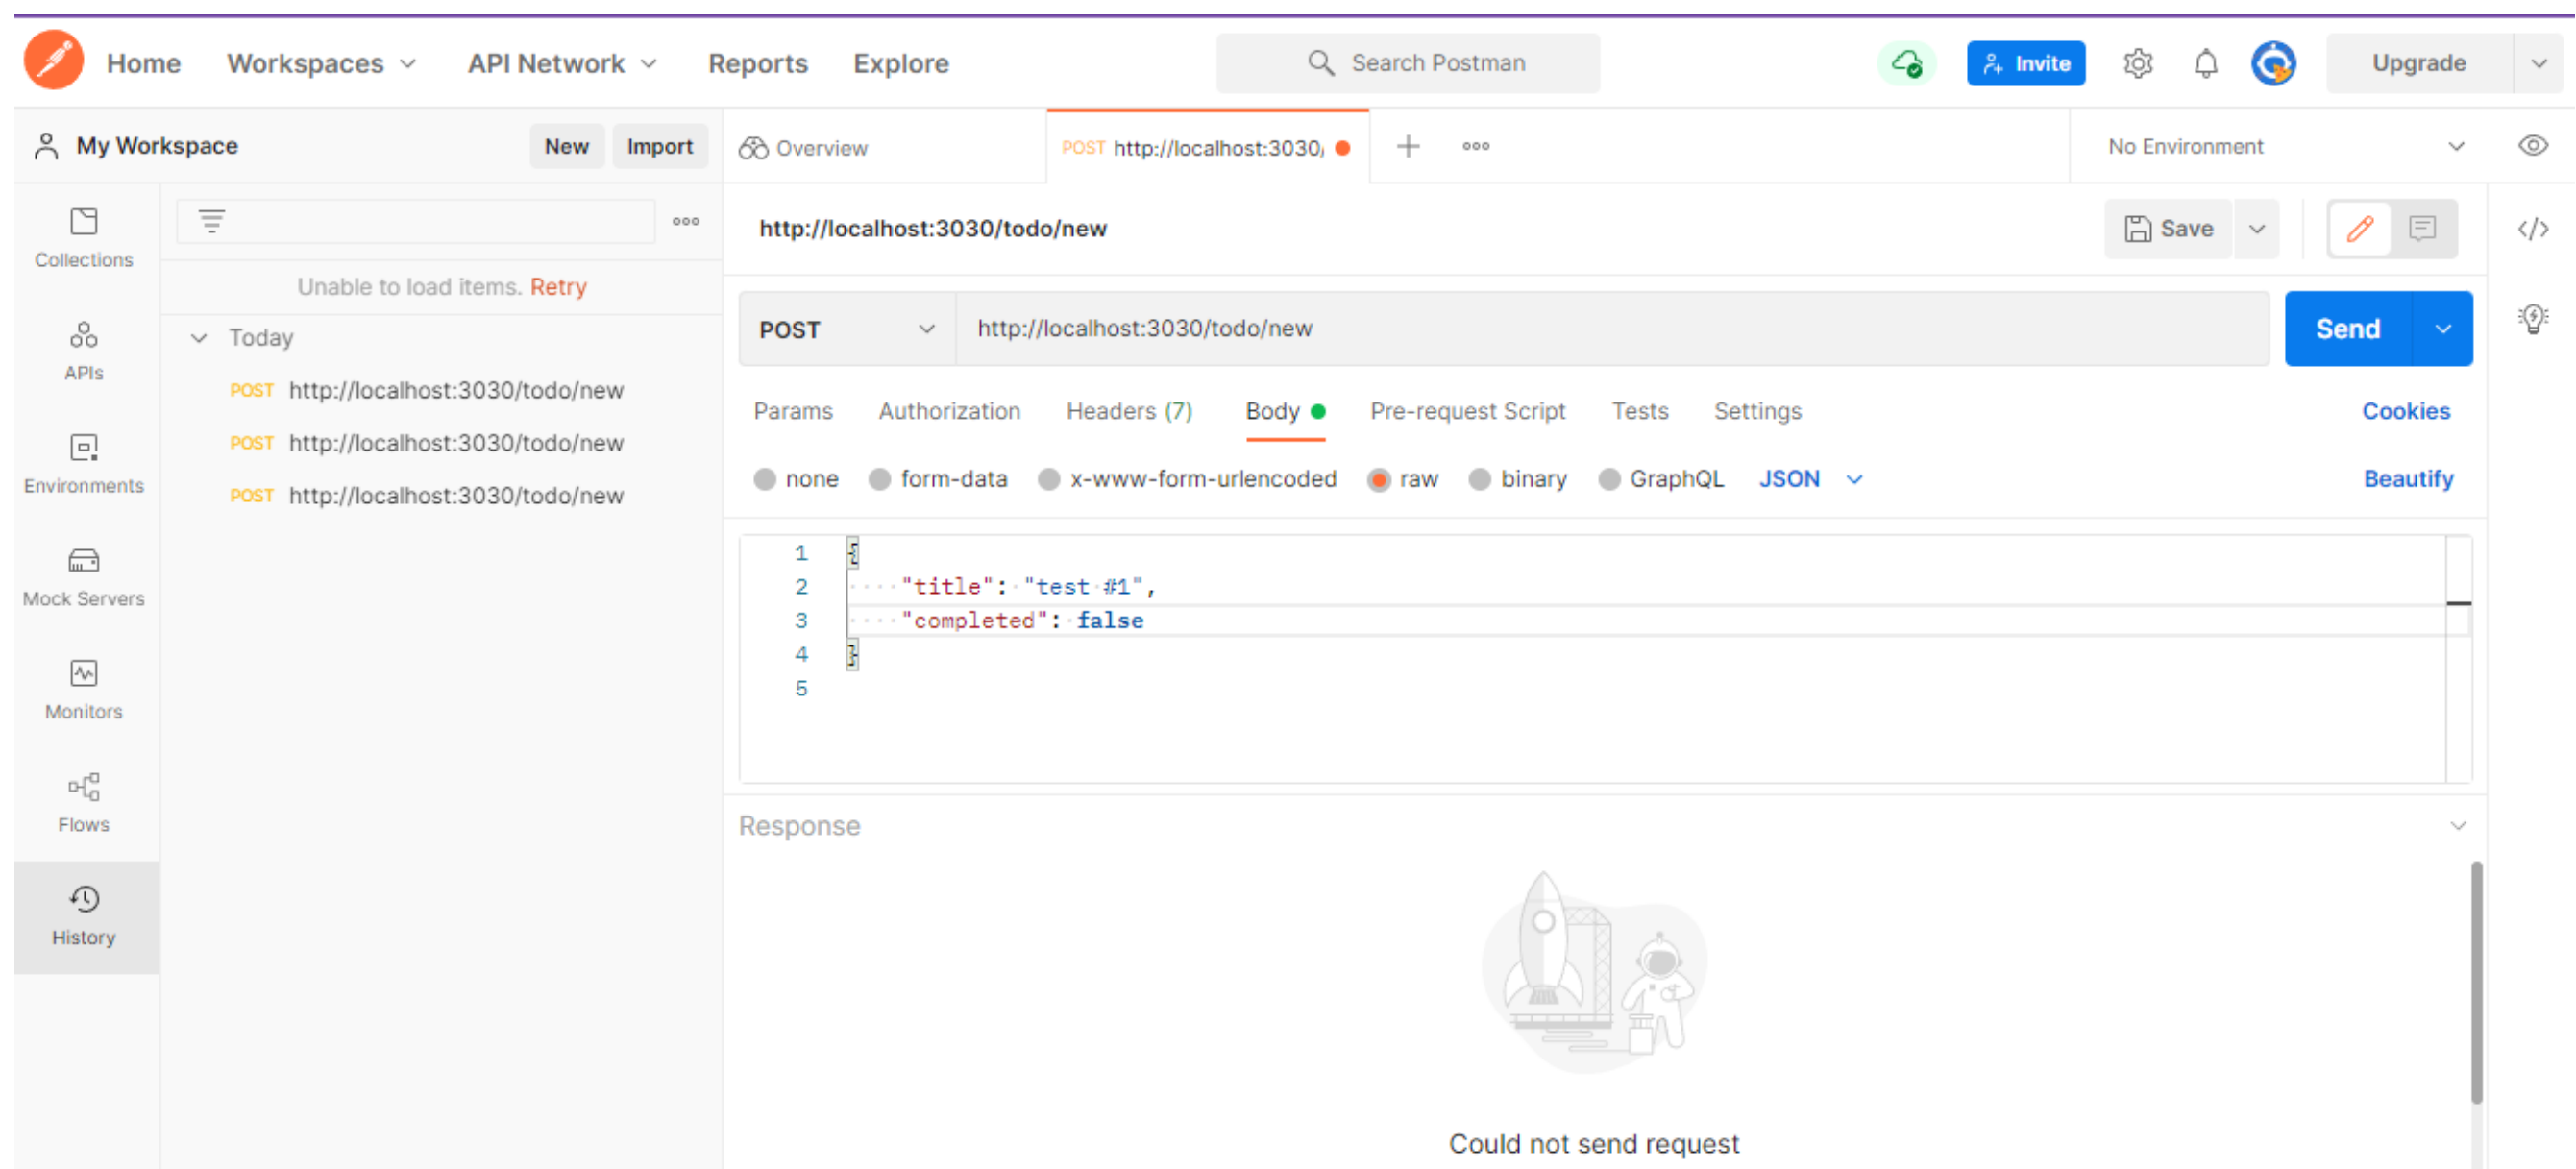 Home Workspaces API Network Reports Explore Search Postman Invite Upgrade
My Workspace New Import Overview POST http://localhost:3030/ No Environment
Collections
APIs
Environments
Mock Servers
Monitors
Flows
History
Unable to load items. Retry
Today
POST http://localhost:3030/todo/new
POST http://localhost:3030/todo/new
POST http://localhost:3030/todo/new
http://localhost:3030/todo/new Save
POST http://localhost:3030/todo/new Send
Params Authorization Headers (7) Body Pre-request Script Tests Settings Cookies
none form-data x-www-form-urlencoded raw binary GraphQL JSON Beautify
1 {
2 "title": "test #1",
3 "completed": false
4 }
5
Response
Could not send request